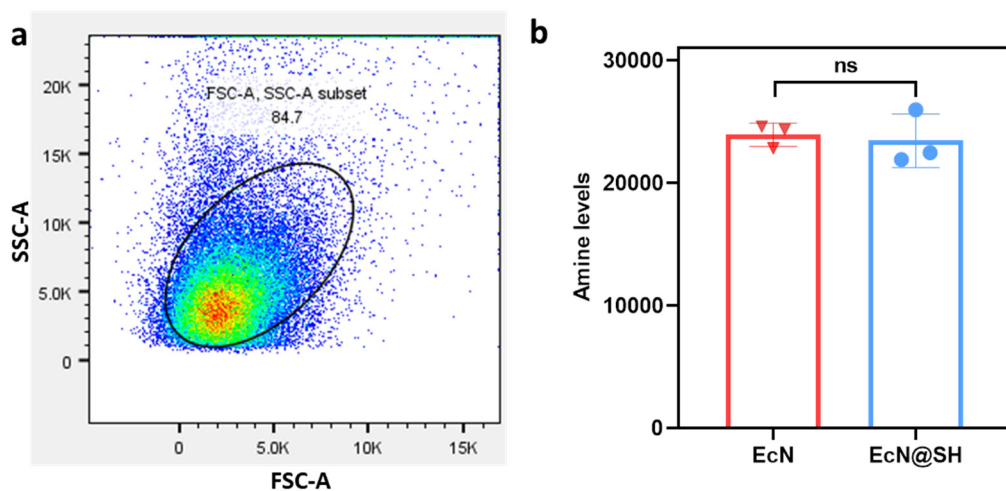 a
FSC-A, SSC-A subset
84.7
20K
15K
10K
5.0K
0
SSC-A
0 5.0K 10K 15K
FSC-A
b
30000
20000
10000
0
Amine levels
ns
EcN EcN@SH